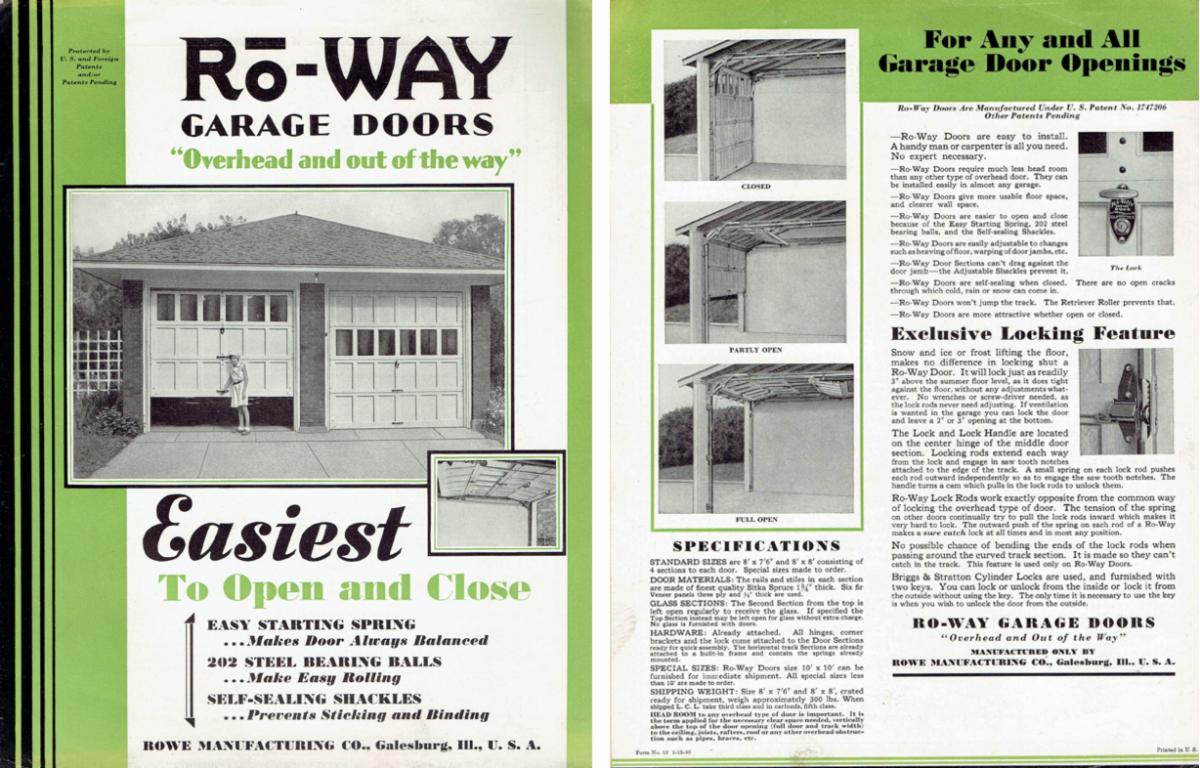 Protected by
U. S. and Foreign
Patents
and/or
Patents Pending
Rō-WAY
GARAGE DOORS
“Overhead and out of the way”
Easiest
To Open and Close
EASY STARTING SPRING
...Makes Door Always Balanced
202 STEEL BEARING BALLS
...Make Easy Rolling
SELF-SEALING SHACKLES
...Prevents Sticking and Binding
ROWE MANUFACTURING CO., Galesburg, Ill., U. S. A.
CLOSED
PARTLY OPEN
FULL OPEN
SPECIFICATIONS
STANDARD SIZES are 8' x 7'6" and 8' x 8' consisting of
4 sections to each door. Special sizes made to order.
DOOR MATERIALS: The rails and stiles in each section
are made of finest quality Sitka Spruce 1¾" thick. Six fir
Veneer panels three ply and ¼" thick are used.
GLASS SECTIONS: The Second Section from the top is
left open regularly to receive the glass. If specified the
Top Section instead may be left open for glass without extra charge.
No glass is furnished with doors.
HARDWARE: Already attached. All hinges, corner
brackets and the lock come attached to the Door Sections
ready for quick assembly. The horizontal track Sections are already
attached to a built-in frame and contain the springs already
mounted.
SPECIAL SIZES: Ro-Way Doors size 10' x 10' can be
furnished for immediate shipment. All special sizes less
than 10' are made to order.
SHIPPING WEIGHT: Size 8' x 7'6" and 8' x 8', crated
ready for shipment, weigh approximately 300 lbs. When
shipped L. C. L. take third class and in carloads, fifth class.
HEAD ROOM to any overhead type of door is important. It is
the term applied for the necessary clear space needed, vertically
above the top of the door opening (full door and track width)
to the ceiling, joists, rafters, roof or any other overhead obstruc-
tion such as pipes, braces, etc.
Form No. 12
For Any and All
Garage Door Openings
Ro-Way Doors Are Manufactured Under U. S. Patent No. 1747206
Other Patents Pending
—Ro-Way Doors are easy to install.
A handy man or carpenter is all you need.
No expert necessary.
—Ro-Way Doors require much less head room
than any other type of overhead door. They can
be installed easily in almost any garage.
—Ro-Way Doors give more usable floor space,
and clearer wall space.
—Ro-Way Doors are easier to open and close
because of the Easy Starting Spring, 202 steel
bearing balls, and the Self-sealing Shackles.
—Ro-Way Doors are easily adjustable to changes
such as heaving of floor, warping of door jambs, etc.
—Ro-Way Door Sections can't drag against the
door jamb—the Adjustable Shackles prevent it.
The Lock
—Ro-Way Doors are self-sealing when closed. There are no open cracks
through which cold, rain or snow can come in.
—Ro-Way Doors won't jump the track. The Retriever Roller prevents that.
—Ro-Way Doors are more attractive whether open or closed.
Exclusive Locking Feature
Snow and ice or frost lifting the floor,
makes no difference in locking shut a
Ro-Way Door. It will lock just as readily
3" above the summer floor level, as it does tight
against the floor, without any adjustments what-
ever. No wrenches or screw-driver needed, as
the lock rods never need adjusting. If ventilation
is wanted in the garage you can lock the door
and leave a 2" or 3" opening at the bottom.
The Lock and Lock Handle are located
on the center hinge of the middle door
section. Locking rods extend each way
from the lock and engage in saw tooth notches
attached to the edge of the track. A small spring on each lock rod pushes
each rod outward independently so as to engage the saw tooth notches. The
handle turns a cam which pulls in the lock rods to unlock them.
Ro-Way Lock Rods work exactly opposite from the common way
of locking the overhead type of door. The tension of the spring
on other doors continually try to pull the lock rods inward which makes it
very hard to lock. The outward push of the spring on each rod of a Ro-Way
makes a sure catch lock at all times and in most any position.
No possible chance of bending the ends of the lock rods when
passing around the curved track section. It is made so they can't
catch in the track. This feature is used only on Ro-Way Doors.
Briggs & Stratton Cylinder Locks are used, and furnished with
two keys. You can lock or unlock from the inside or lock it from
the outside without using the key. The only time it is necessary to use the key
is when you wish to unlock the door from the outside.
RO-WAY GARAGE DOORS
“Overhead and Out of the Way”
MANUFACTURED ONLY BY
ROWE MANUFACTURING CO., Galesburg, Ill., U. S. A.
Printed in U. S.